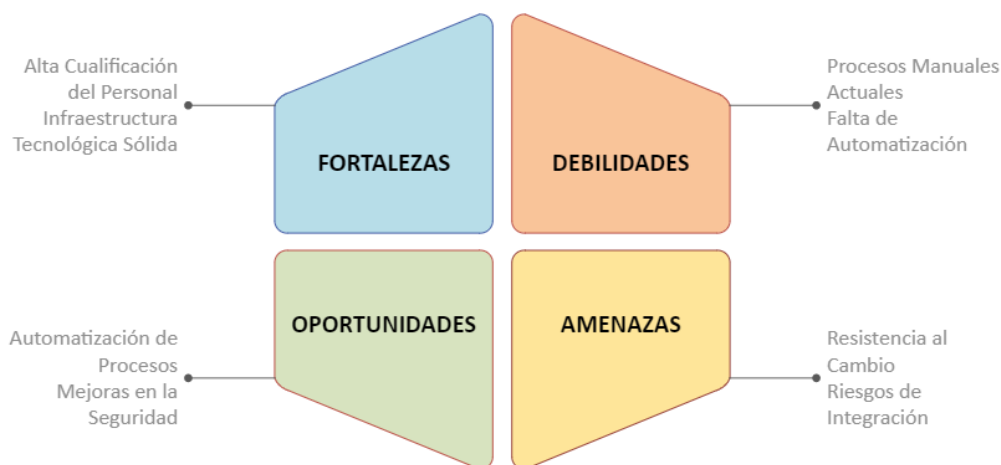 Alta Cualificación
del Personal
Infraestructura
Tecnológica Sólida
FORTALEZAS
DEBILIDADES
Procesos Manuales
Actuales
Falta de
Automatización
Automatización de
Procesos
Mejoras en la
Seguridad
OPORTUNIDADES
AMENAZAS
Resistencia al
Cambio
Riesgos de
Integración